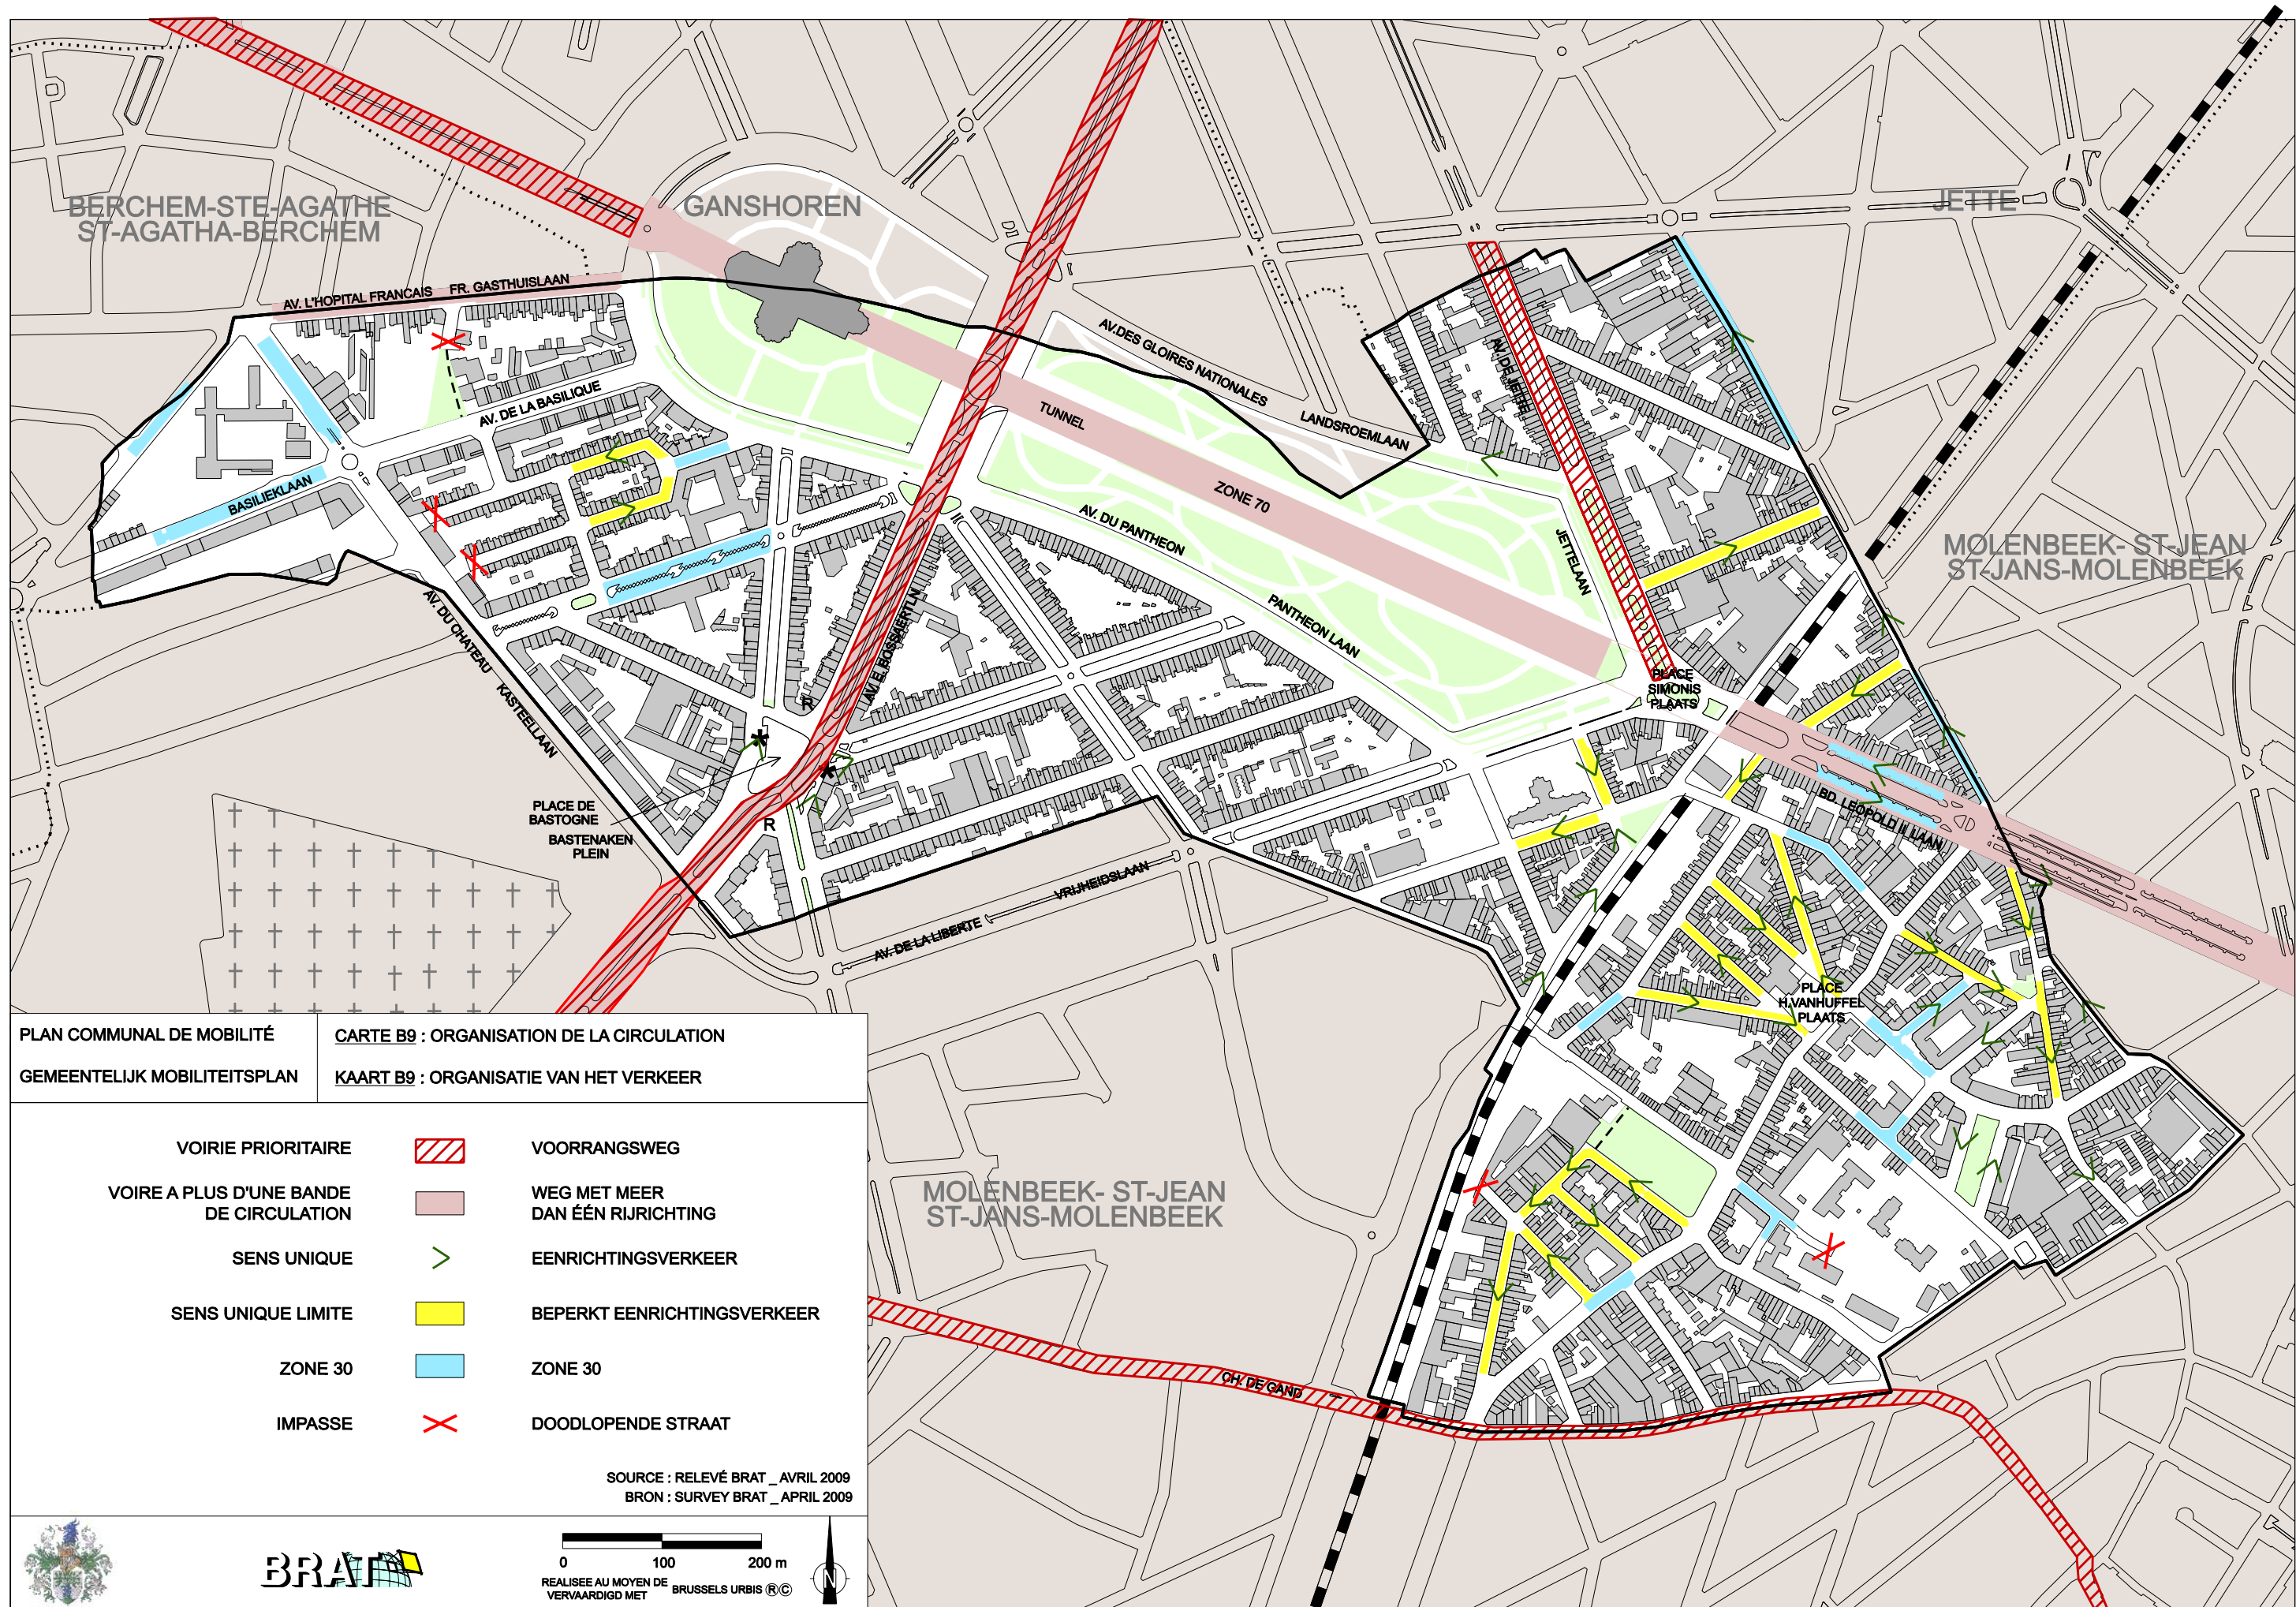 BERCHEM-STE-AGATHE
ST-AGATHA-BERCHEM
GANSHOREN
JETTE
AV. L'HOPITAL FRANCAIS FR. GASTHUISLAAN
AV.DES GLOIRES NATIONALES
LANDSROEMLAAN
AV. DE JETTE
AV. DE LA BASILIQUE
TUNNEL
BASILIEKLAAN
ZONE 70
AV. DU PANTHEON
JETTELAAN
MOLENBEEK- ST-JEAN
ST-JANS-MOLENBEEK
AV. DU CHATEAU
KASTEELLAAN
AV. E. BOSSAERTLN
PANTHEON LAAN
PLACE
SIMONIS
PLAATS
R
*
*
PLACE DE
BASTOGNE
BASTENAKEN
PLEIN
R
BD. LEOPOLD II LAAN
AV. DE LA LIBERTE
VRIJHEIDSLAAN
PLACE
H.VANHUFFEL
PLAATS
MOLENBEEK- ST-JEAN
ST-JANS-MOLENBEEK
CH. DE GAND
PLAN COMMUNAL DE MOBILITÉ
GEMEENTELIJK MOBILITEITSPLAN
CARTE B9 : ORGANISATION DE LA CIRCULATION
KAART B9 : ORGANISATIE VAN HET VERKEER
VOIRIE PRIORITAIRE
VOORRANGSWEG
VOIRE A PLUS D'UNE BANDE
DE CIRCULATION
WEG MET MEER
DAN ÉÉN RIJRICHTING
SENS UNIQUE
EENRICHTINGSVERKEER
SENS UNIQUE LIMITE
BEPERKT EENRICHTINGSVERKEER
ZONE 30
ZONE 30
IMPASSE
DOODLOPENDE STRAAT
SOURCE : RELEVÉ BRAT _ AVRIL 2009
BRON : SURVEY BRAT _ APRIL 2009
BRAT
0 100 200 m
REALISEE AU MOYEN DE
VERVAARDIGD MET
BRUSSELS URBIS ®©
N